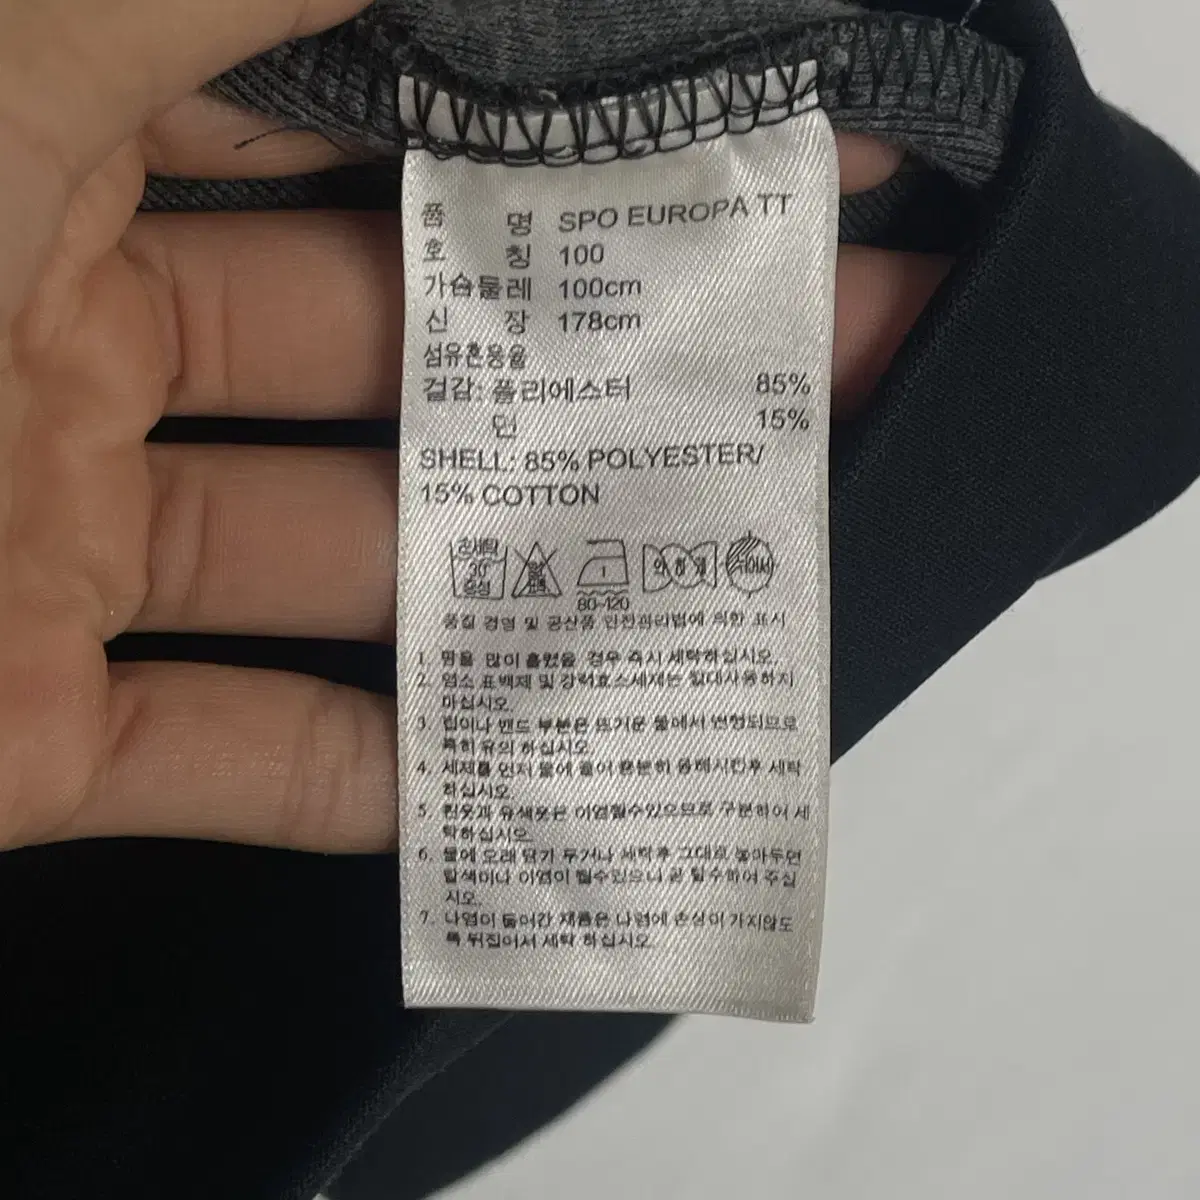 품 명 SPO EUROPA TT
호 칭 100
가슴둘레 100cm
신 장 178cm
섬유혼용율
걸감: 폴리에스터 85%
면 15%
SHELL: 85% POLYESTER/
15% COTTON
손세탁
30°
중성
80-120
품질 경영 및 공산품 안전관리법에 의한 표시
1. 땀을 많이 흘렸을 경우 즉시 세탁하십시오.
2. 염소 표백제 및 강력효소세제는 절대사용하지
마십시오.
3. 립이나 밴드 부분은 뜨거운 물에서 변형되므로
특히 유의 하십시오.
4. 세제를 먼저 물에 풀어 충분히 용해시킨후 세탁
하십시오.
5. 흰옷과 유색옷은 이염될수있으므로 구분하여 세
탁하십시오.
6. 물에 오래 담가 두거나 세탁후 그대로 놓아두면
탈색이나 이염이 될수있으니 곧 탈수하여 주십
시오.
7. 나염이 들어간 제품은 나염에 손상이 가지않도
록 뒤집어서 세탁 하십시오.